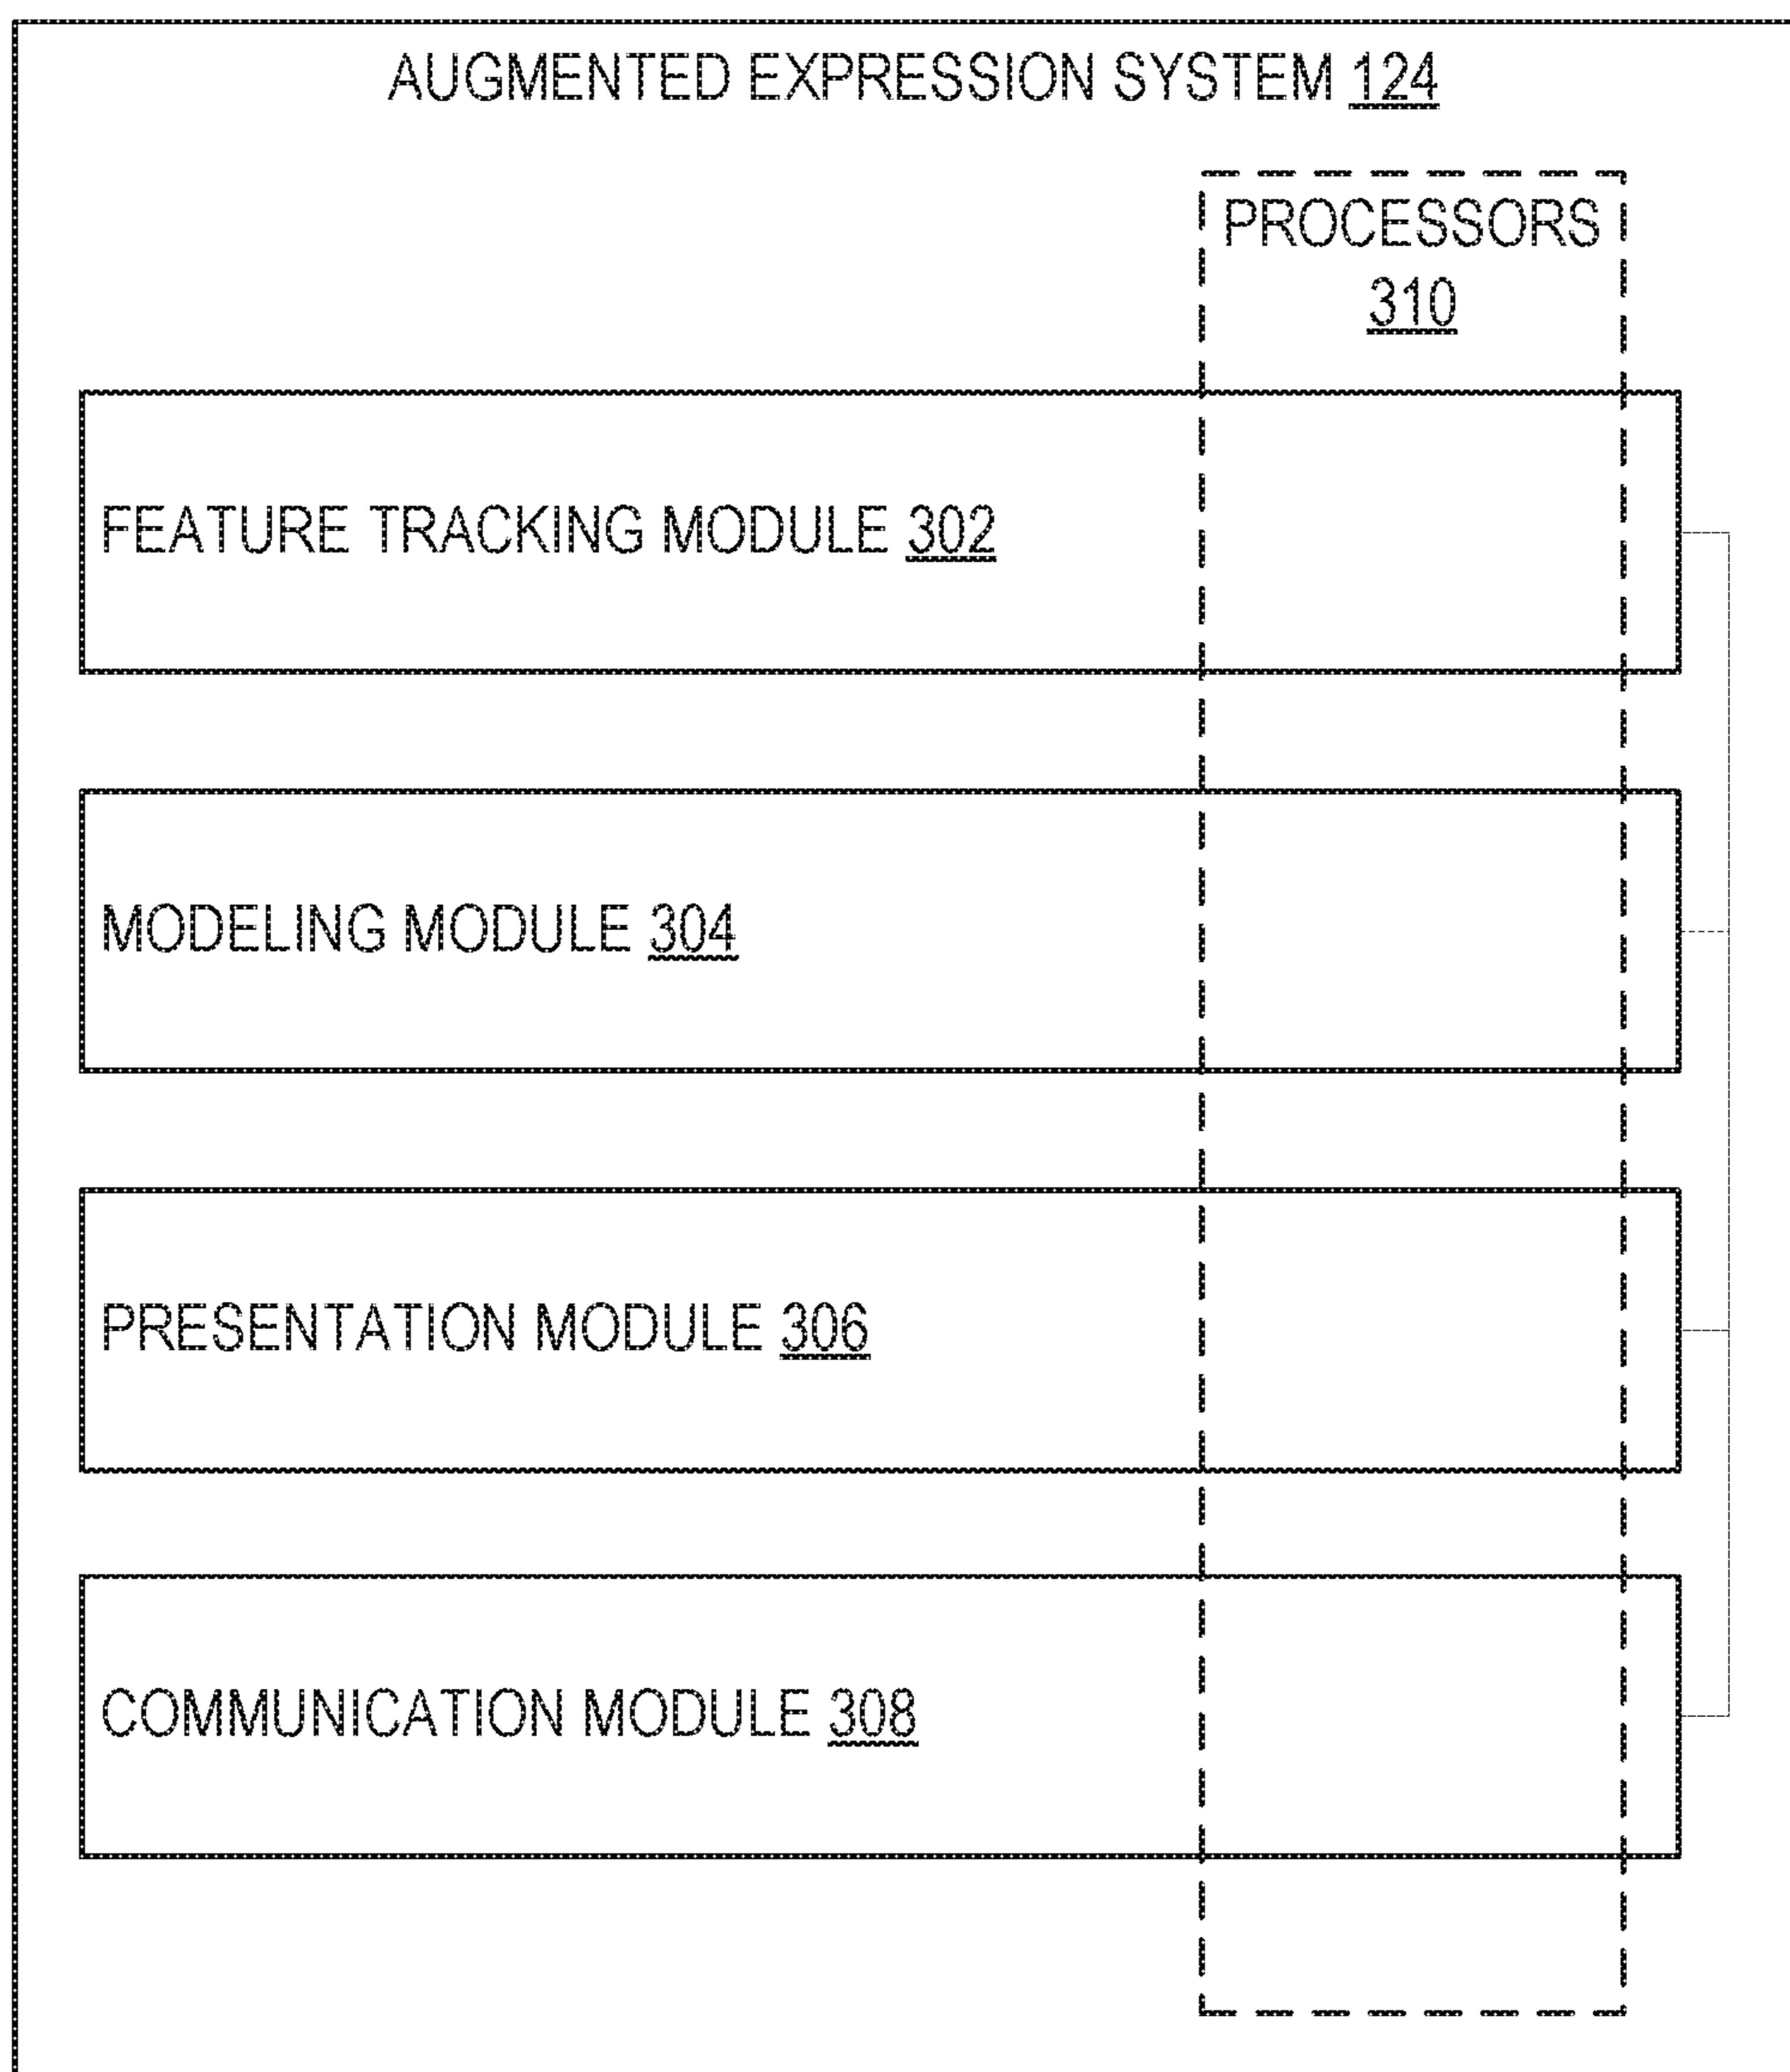 AUGMENTED EXPRESSION SYSTEM 124
PROCESSORS
310
FEATURE TRACKING MODULE 302
MODELING MODULE 304
PRESENTATION MODULE 306
COMMUNICATION MODULE 308